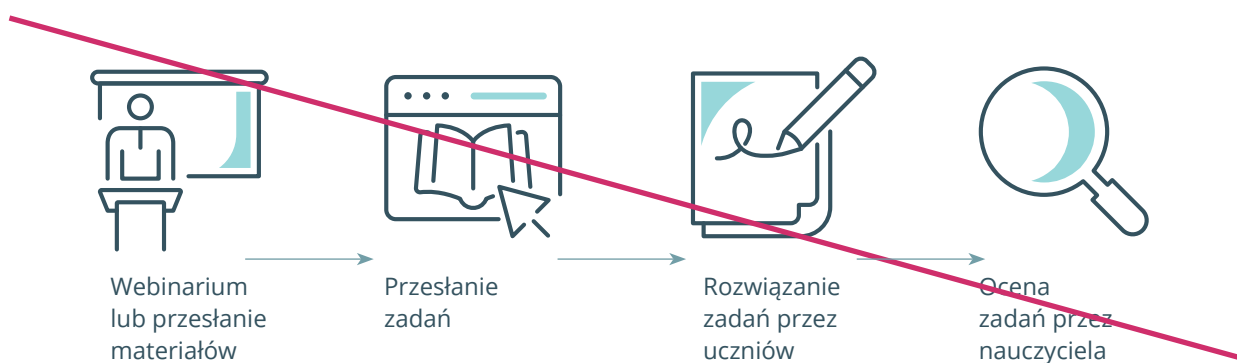 Webinarium
lub przesłanie
materiałów
Przesłanie
zadań
Rozwiązanie
zadań przez
uczniów
Ocena
zadań przez
nauczyciela